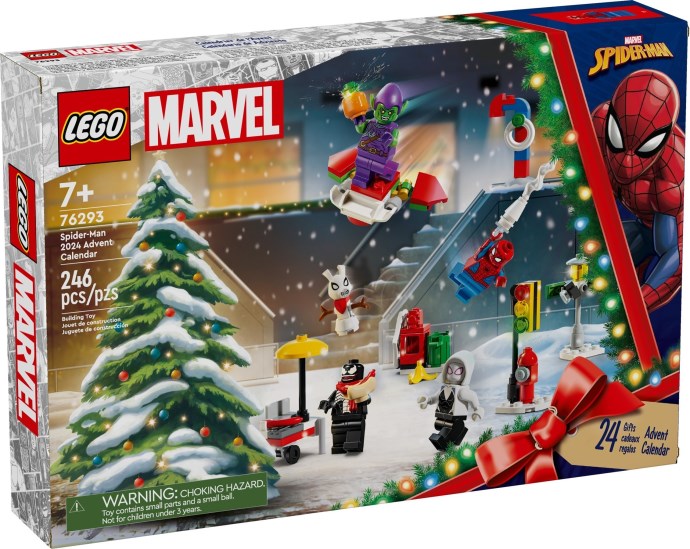 LEGO MARVEL
7+
76293
Spider-Man
2024 Advent
Calendar
246
pcs/pzs
Building Toy
Jouet de construction
Juguete de construcción
MARVEL
SPIDER-MAN
24
Gifts
cadeaux
regalos
Advent
Calendar
WARNING: CHOKING HAZARD.
Toy contains small parts and a small ball.
Not for children under 3 years.
LEGO
MARVEL